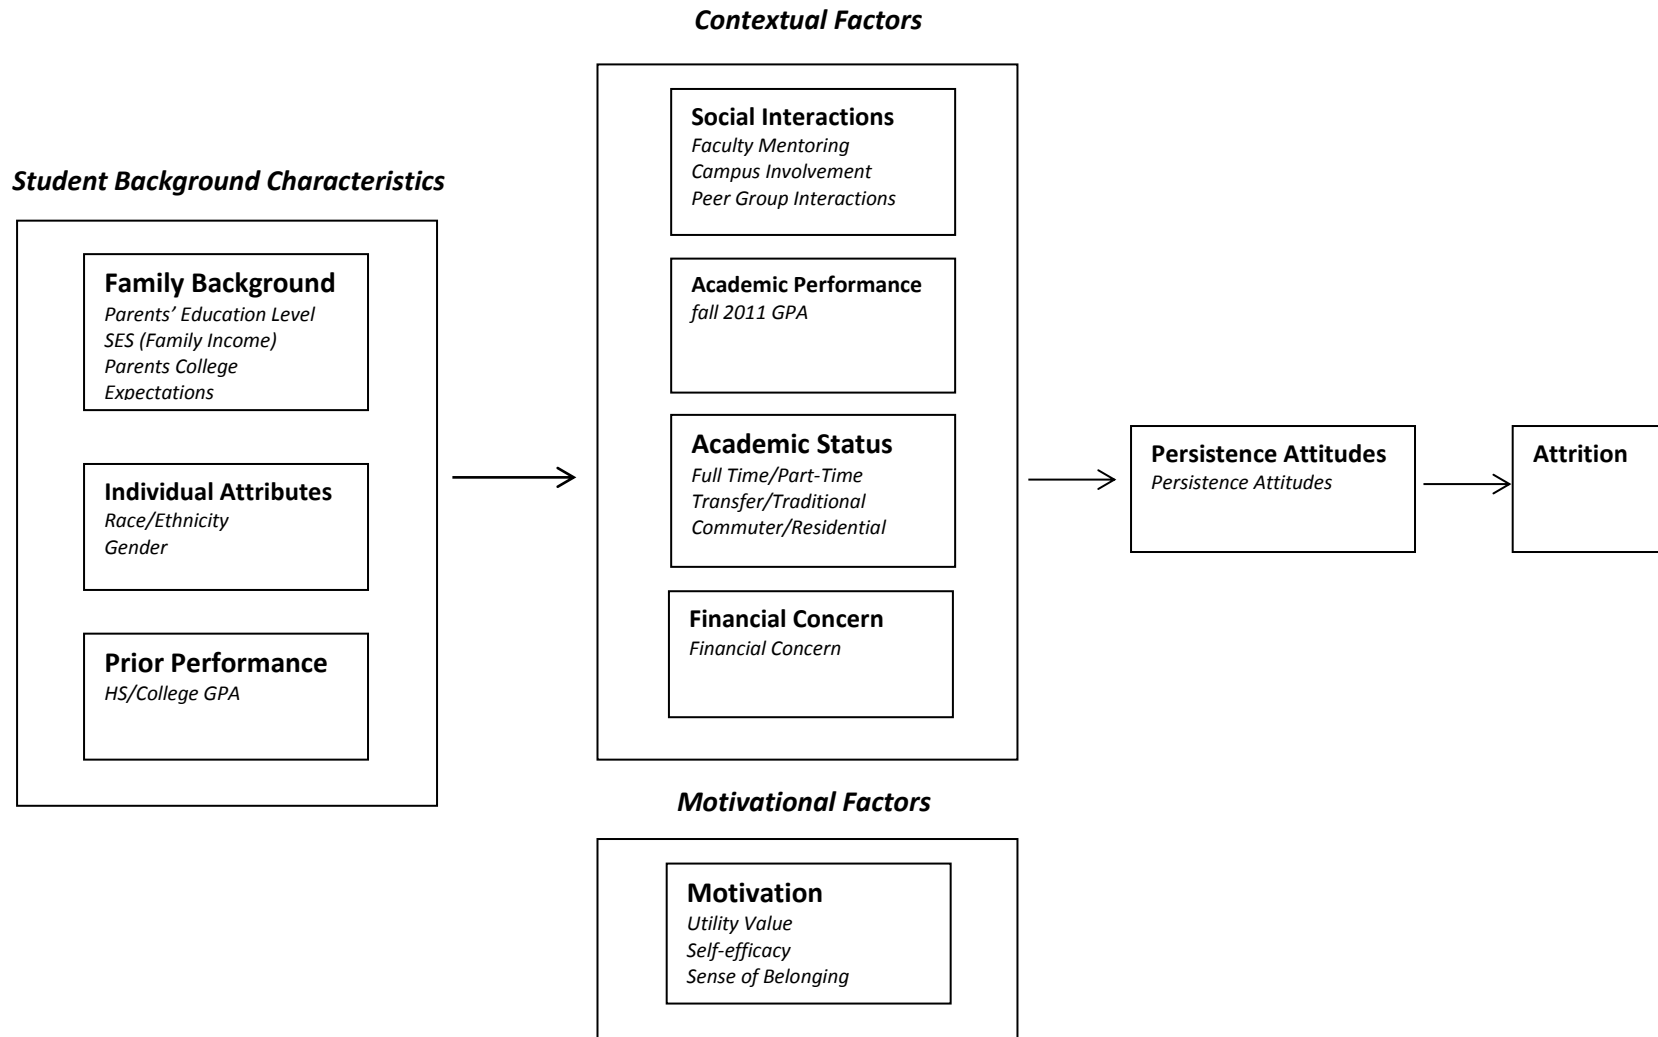 Contextual Factors
Social Interactions
Faculty Mentoring
Campus Involvement
Peer Group Interactions
Student Background Characteristics
Family Background
Parents’ Education Level
SES (Family Income)
Parents College
Expectations
Academic Performance
fall 2011 GPA
Individual Attributes
Race/Ethnicity
Gender
Academic Status
Full Time/Part-Time
Transfer/Traditional
Commuter/Residential
Persistence Attitudes
Persistence Attitudes
Attrition
Prior Performance
HS/College GPA
Financial Concern
Financial Concern
Motivational Factors
Motivation
Utility Value
Self-efficacy
Sense of Belonging